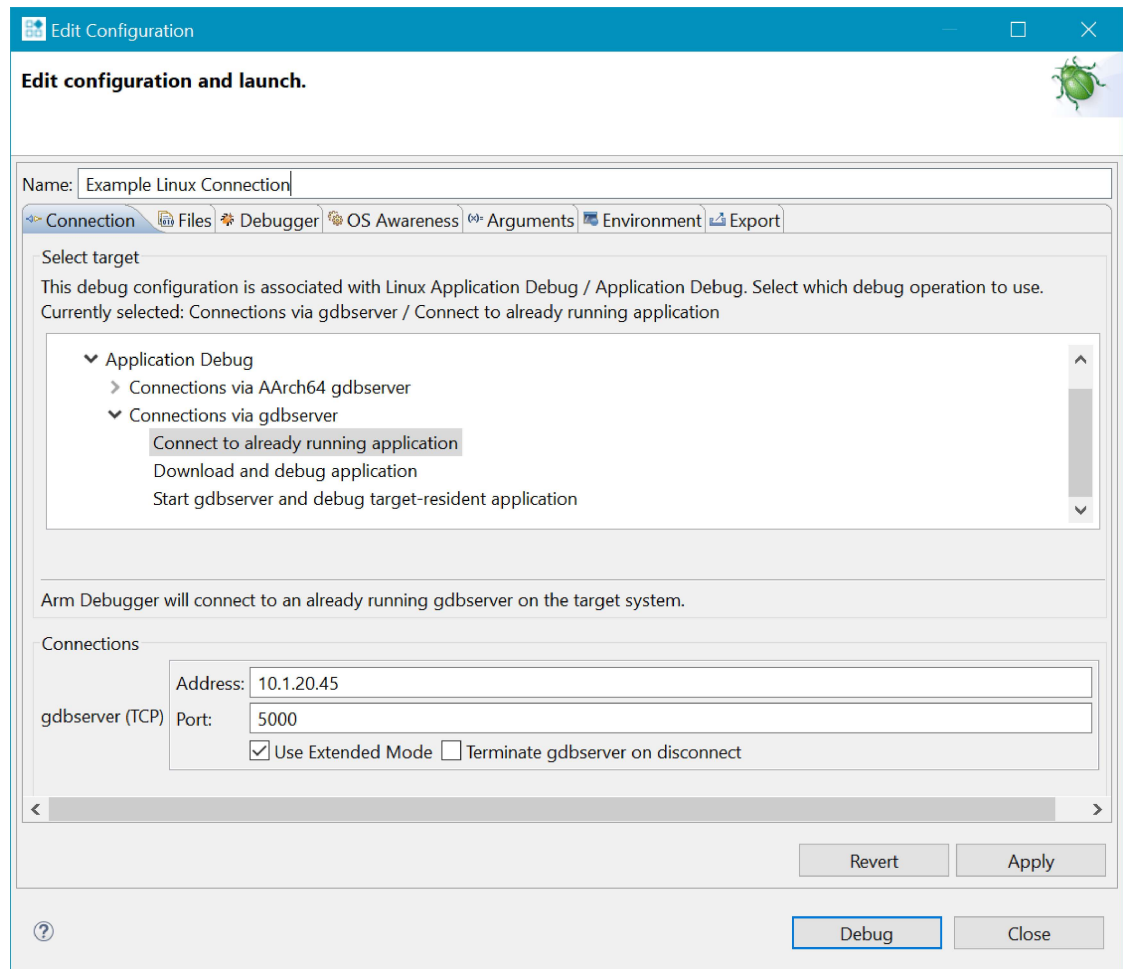 Edit Configuration
Edit configuration and launch.
Name: Example Linux Connection
Connection Files Debugger OS Awareness Arguments Environment Export
Select target
This debug configuration is associated with Linux Application Debug / Application Debug. Select which debug operation to use.
Currently selected: Connections via gdbserver / Connect to already running application
Application Debug
Connections via AArch64 gdbserver
Connections via gdbserver
Connect to already running application
Download and debug application
Start gdbserver and debug target-resident application
Arm Debugger will connect to an already running gdbserver on the target system.
Connections
Address: 10.1.20.45
gdbserver (TCP) Port: 5000
Use Extended Mode Terminate gdbserver on disconnect
Revert Apply
? Debug Close